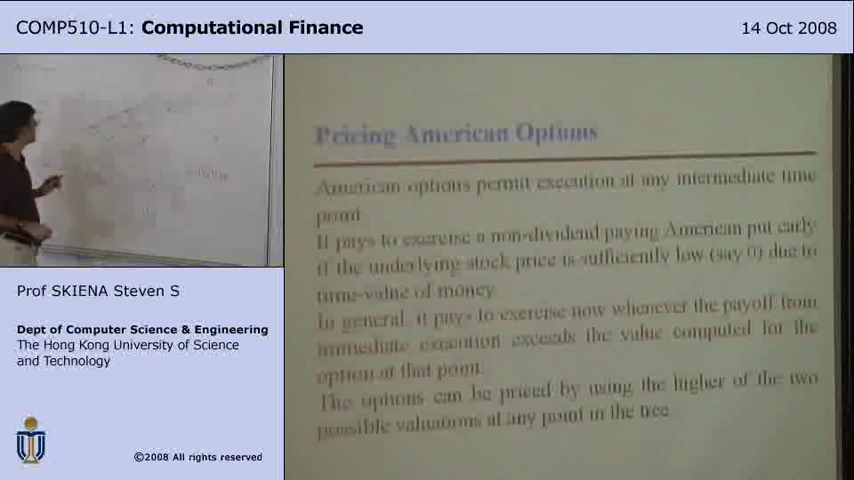 COMP510-L1: Computational Finance
14 Oct 2008
Pricing American Options
American options permit execution at any intermediate time
point.
It pays to exercise a non-dividend paying American put early
if the underlying stock price is sufficiently low (say 0) due to
time-value of money.
In general, it pays to exercise now whenever the payoff from
immediate execution exceeds the value computed for the
option at that point.
The options can be priced by using the higher of the two
possible valuations at any point in the tree.
Prof SKIENA Steven S
Dept of Computer Science & Engineering
The Hong Kong University of Science
and Technology
©2008 All rights reserved